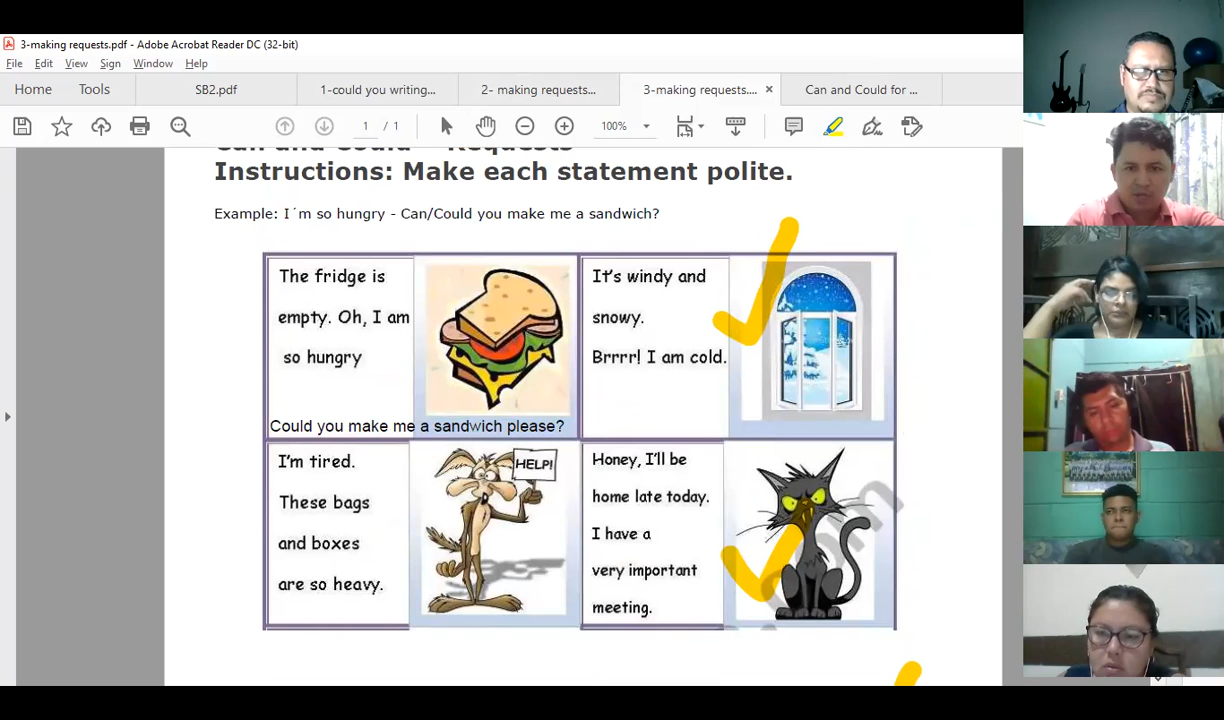 3-making requests.pdf - Adobe Acrobat Reader DC (32-bit)
File Edit View Sign Window Help
Home Tools SB2.pdf 1-could you writing... 2- making requests... 3-making requests.... × Can and Could for ...
1 / 1 100%
Can and Could - Requests
Instructions: Make each statement polite.
Example: I´m so hungry - Can/Could you make me a sandwich?
The fridge is
empty. Oh, I am
so hungry
Could you make me a sandwich please?
It's windy and
snowy.
Brrrr! I am cold.
I'm tired.
These bags
and boxes
are so heavy.
HELP!
Honey, I'll be
home late today.
I have a
very important
meeting.